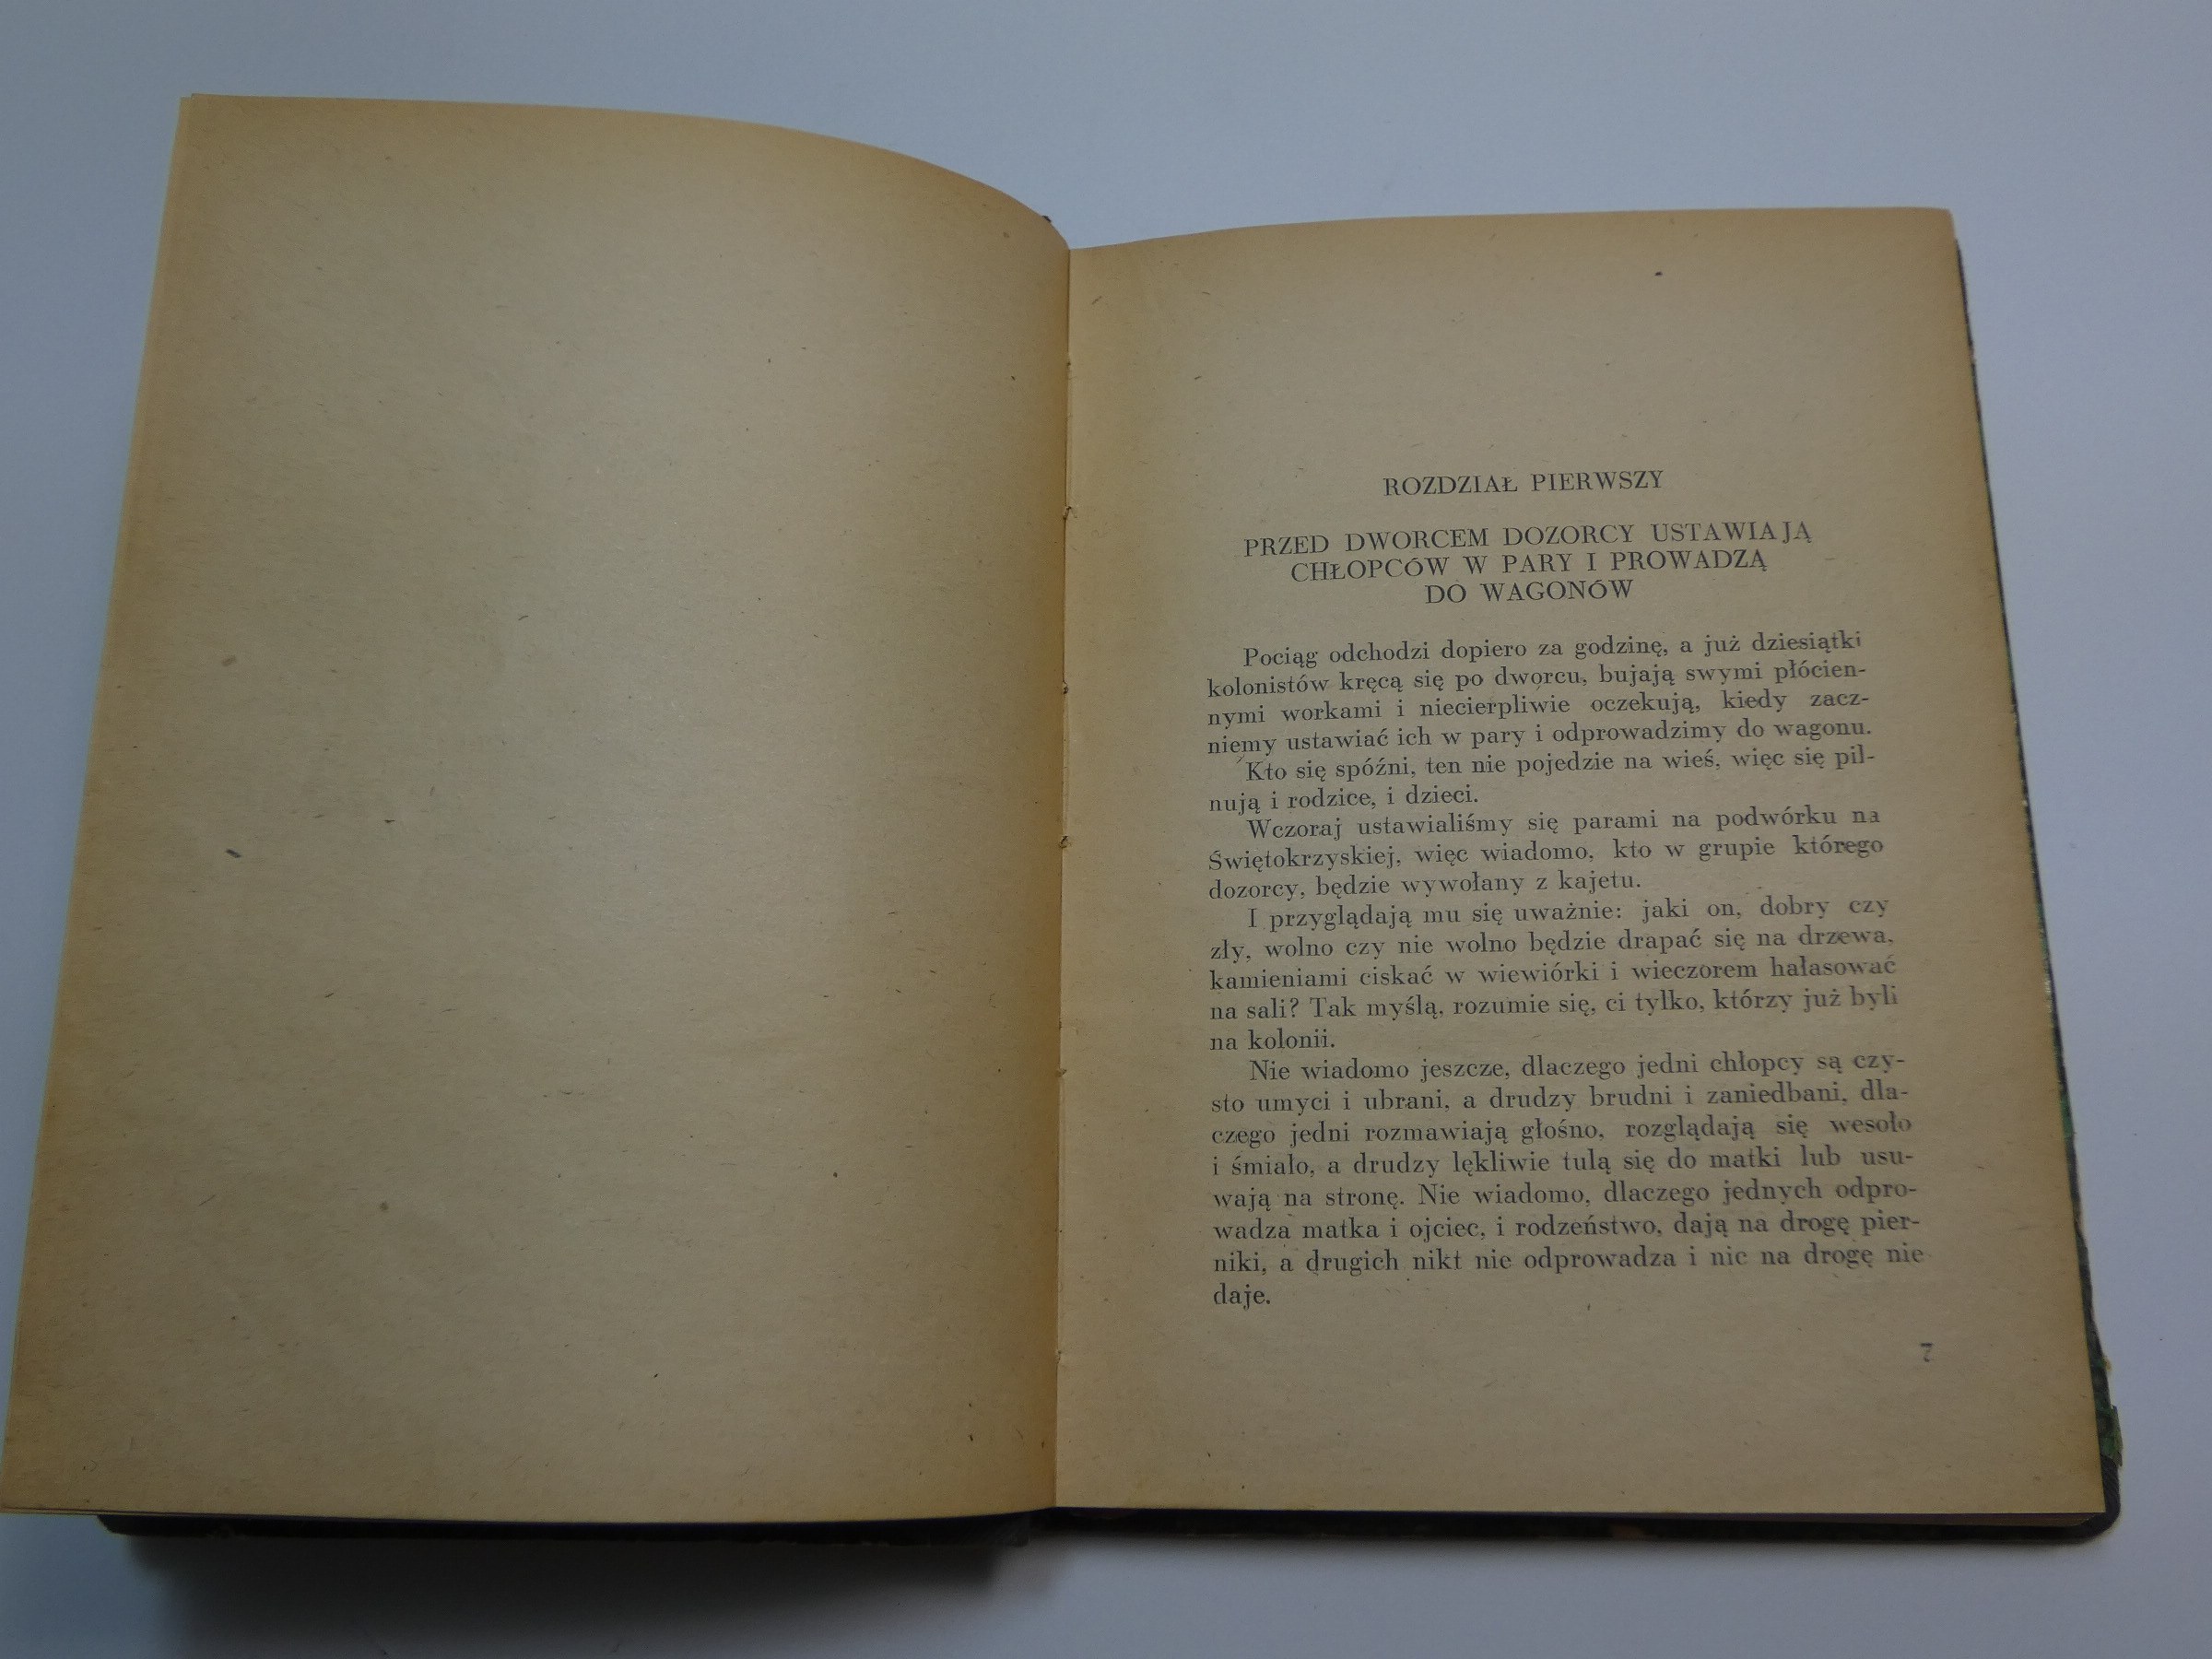 ROZDZIAŁ PIERWSZY
PRZED DWORCEM DOZORCY USTAWIAJĄ
CHŁOPCÓW W PARY I PROWADZĄ
DO WAGONÓW
Pociąg odchodzi dopiero za godzinę, a już dziesiątki
kolonistów kręcą się po dworcu, bujają swymi płócien-
nymi workami i niecierpliwie oczekują, kiedy zacz-
niemy ustawiać ich w pary i odprowadzimy do wagonu.
Kto się spóźni, ten nie pojedzie na wieś, więc się pil-
nują i rodzice, i dzieci.
Wczoraj ustawialiśmy się parami na podwórku na
Świętokrzyskiej, więc wiadomo, kto w grupie którego
dozorcy, będzie wywołany z kajetu.
I przyglądają mu się uważnie: jaki on, dobry czy
zły, wolno czy nie wolno będzie drapać się na drzewa,
kamieniami ciskać w wiewiórki i wieczorem hałasować
na sali? Tak myślą, rozumie się, ci tylko, którzy już byli
na kolonii.
Nie wiadomo jeszcze, dlaczego jedni chłopcy są czy-
sto umyci i ubrani, a drudzy brudni i zaniedbani, dla-
czego jedni rozmawiają głośno, rozglądają się wesoło
i śmiało, a drudzy lękliwie tulą się do matki lub usu-
wają na stronę. Nie wiadomo, dlaczego jednych odpro-
wadza matka i ojciec, i rodzeństwo, dają na drogę pier-
niki, a drugich nikt nie odprowadza i nic na drogę nie
daje.
7